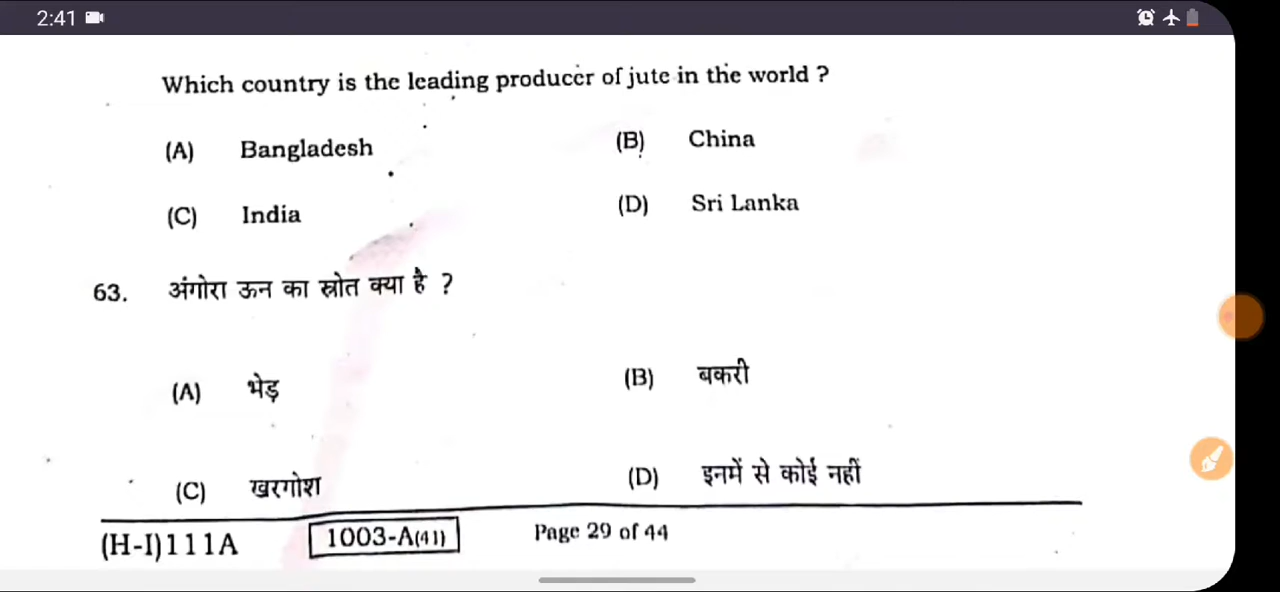 2:41
Which country is the leading producer of jute in the world ?
(A) Bangladesh (B) China
(C) India (D) Sri Lanka
63. अंगोरा ऊन का स्रोत क्या है ?
(A) भेड़ (B) बकरी
(C) खरगोश (D) इनमें से कोई नहीं
(H-I)111A 1003-A(41) Page 29 of 44